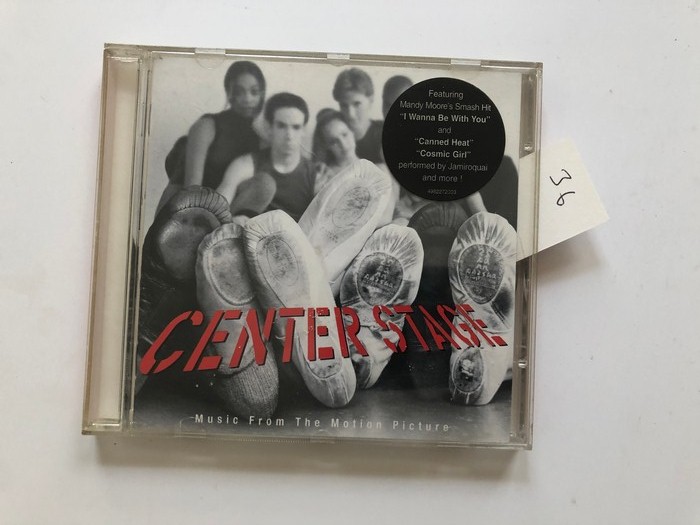 Featuring
Mandy Moore's Smash Hit
"I Wanna Be With You"
and
"Canned Heat"
"Cosmic Girl"
performed by Jamiroquai
and more !
36
CENTER STAGE
Music From The Motion Picture